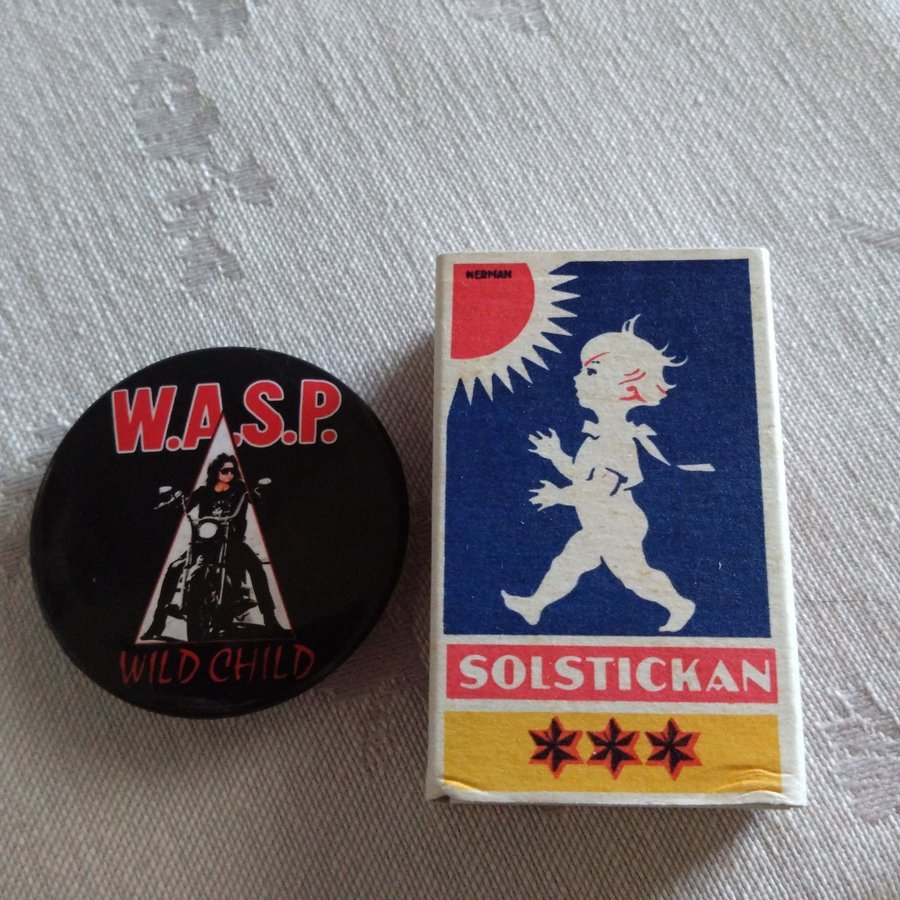 W.A.S.P.
WILD CHILD
NERMAN
SOLSTICKAN